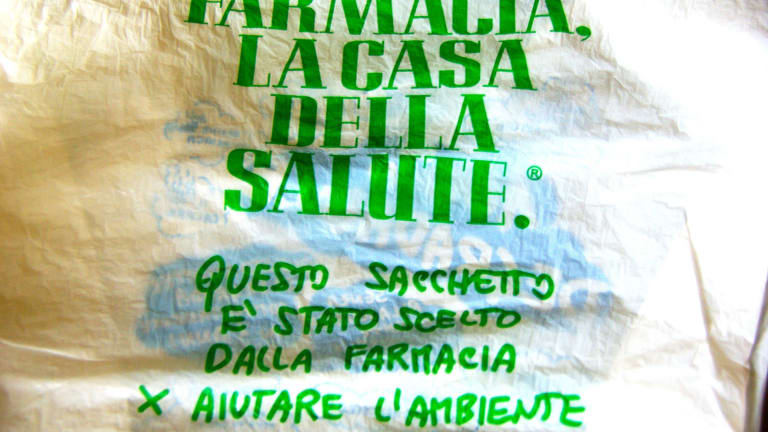 FARMACIA,
LA CASA
DELLA
SALUTE.®
QUESTO SACCHETTO
E' STATO SCELTO
DALLA FARMACIA
X AIUTARE L'AMBIENTE